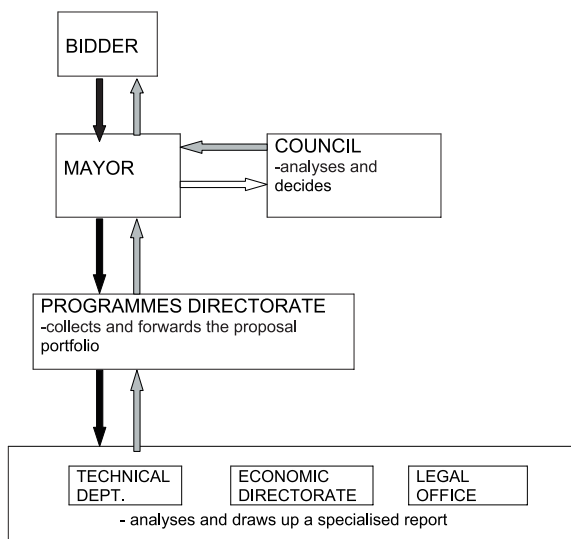 BIDDER
MAYOR
COUNCIL
-analyses and
decides
PROGRAMMES DIRECTORATE
-collects and forwards the proposal
portfolio
TECHNICAL
DEPT.
ECONOMIC
DIRECTORATE
LEGAL
OFFICE
- analyses and draws up a specialised report